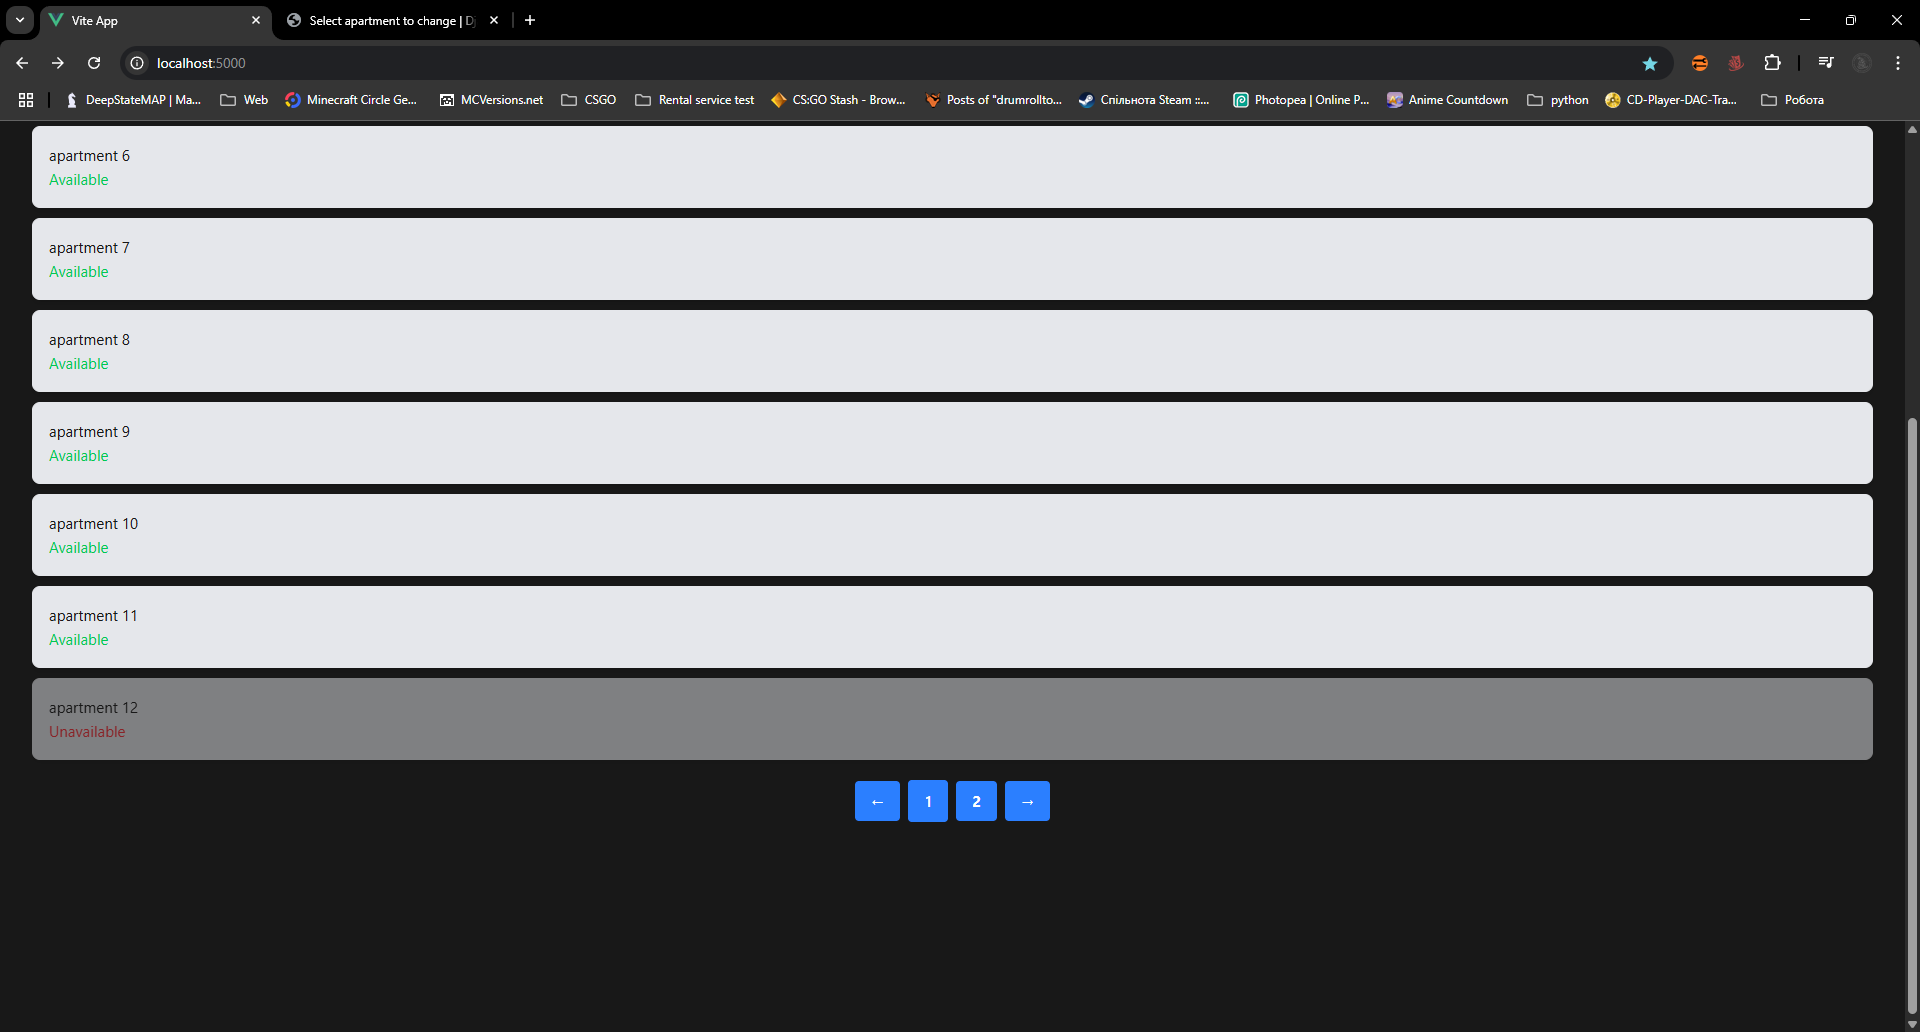 Vite App
Select apartment to change | D
localhost:5000
DeepStateMAP | Ma...
Web
Minecraft Circle Ge...
MCVersions.net
CSGO
Rental service test
CS:GO Stash - Brow...
Posts of "drumrollto...
Спільнота Steam ::...
Photopea | Online P...
Anime Countdown
python
CD-Player-DAC-Tra...
Робота
apartment 6
Available
apartment 7
Available
apartment 8
Available
apartment 9
Available
apartment 10
Available
apartment 11
Available
apartment 12
Unavailable
← 1 2 →